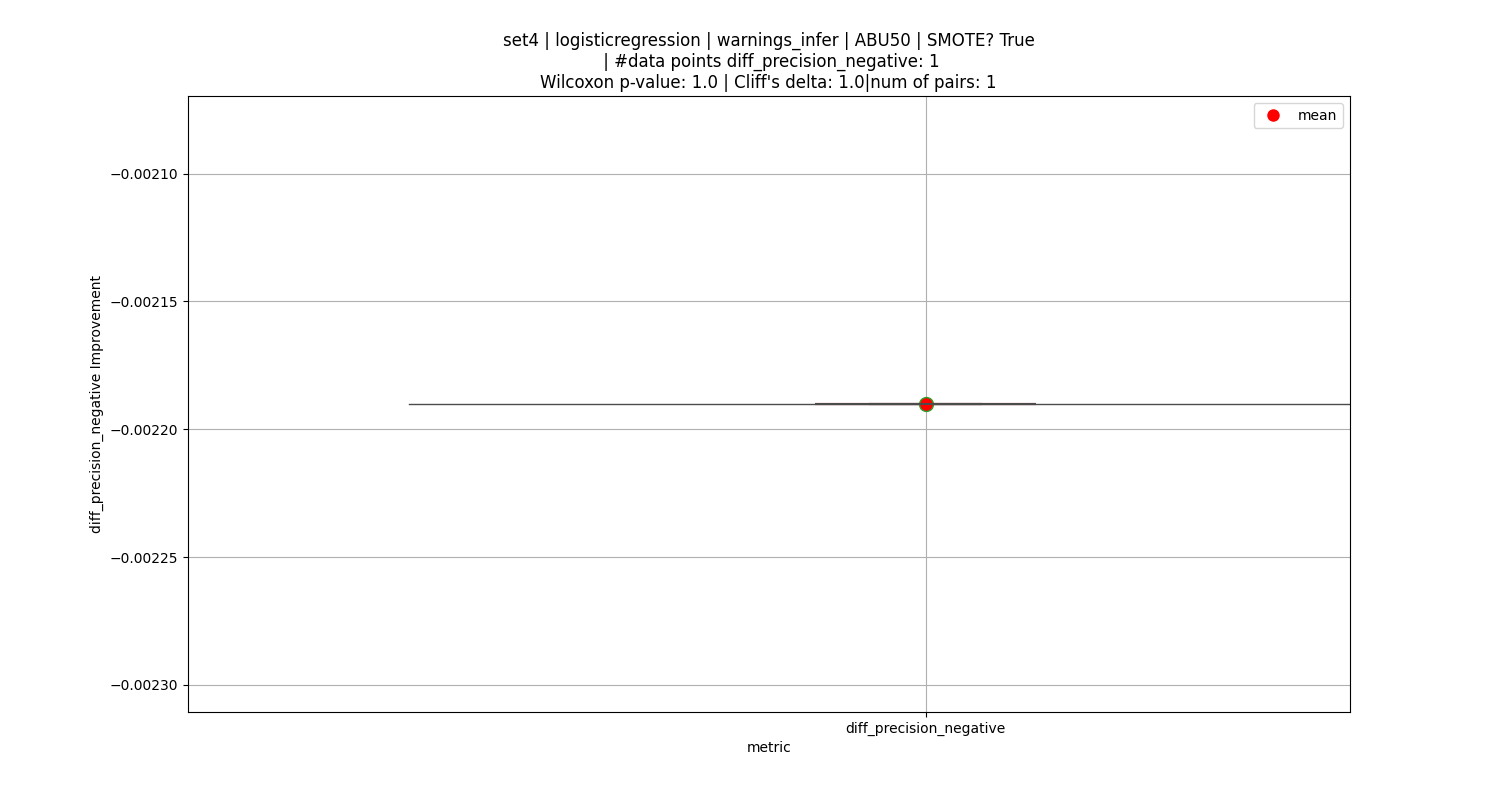 set4 | logisticregression | warnings_infer | ABU50 | SMOTE? True
| #data points diff_precision_negative: 1
Wilcoxon p-value: 1.0 | Cliff's delta: 1.0|num of pairs: 1
mean
−0.00210
−0.00215
−0.00220
−0.00225
−0.00230
diff_precision_negative Improvement
diff_precision_negative
metric